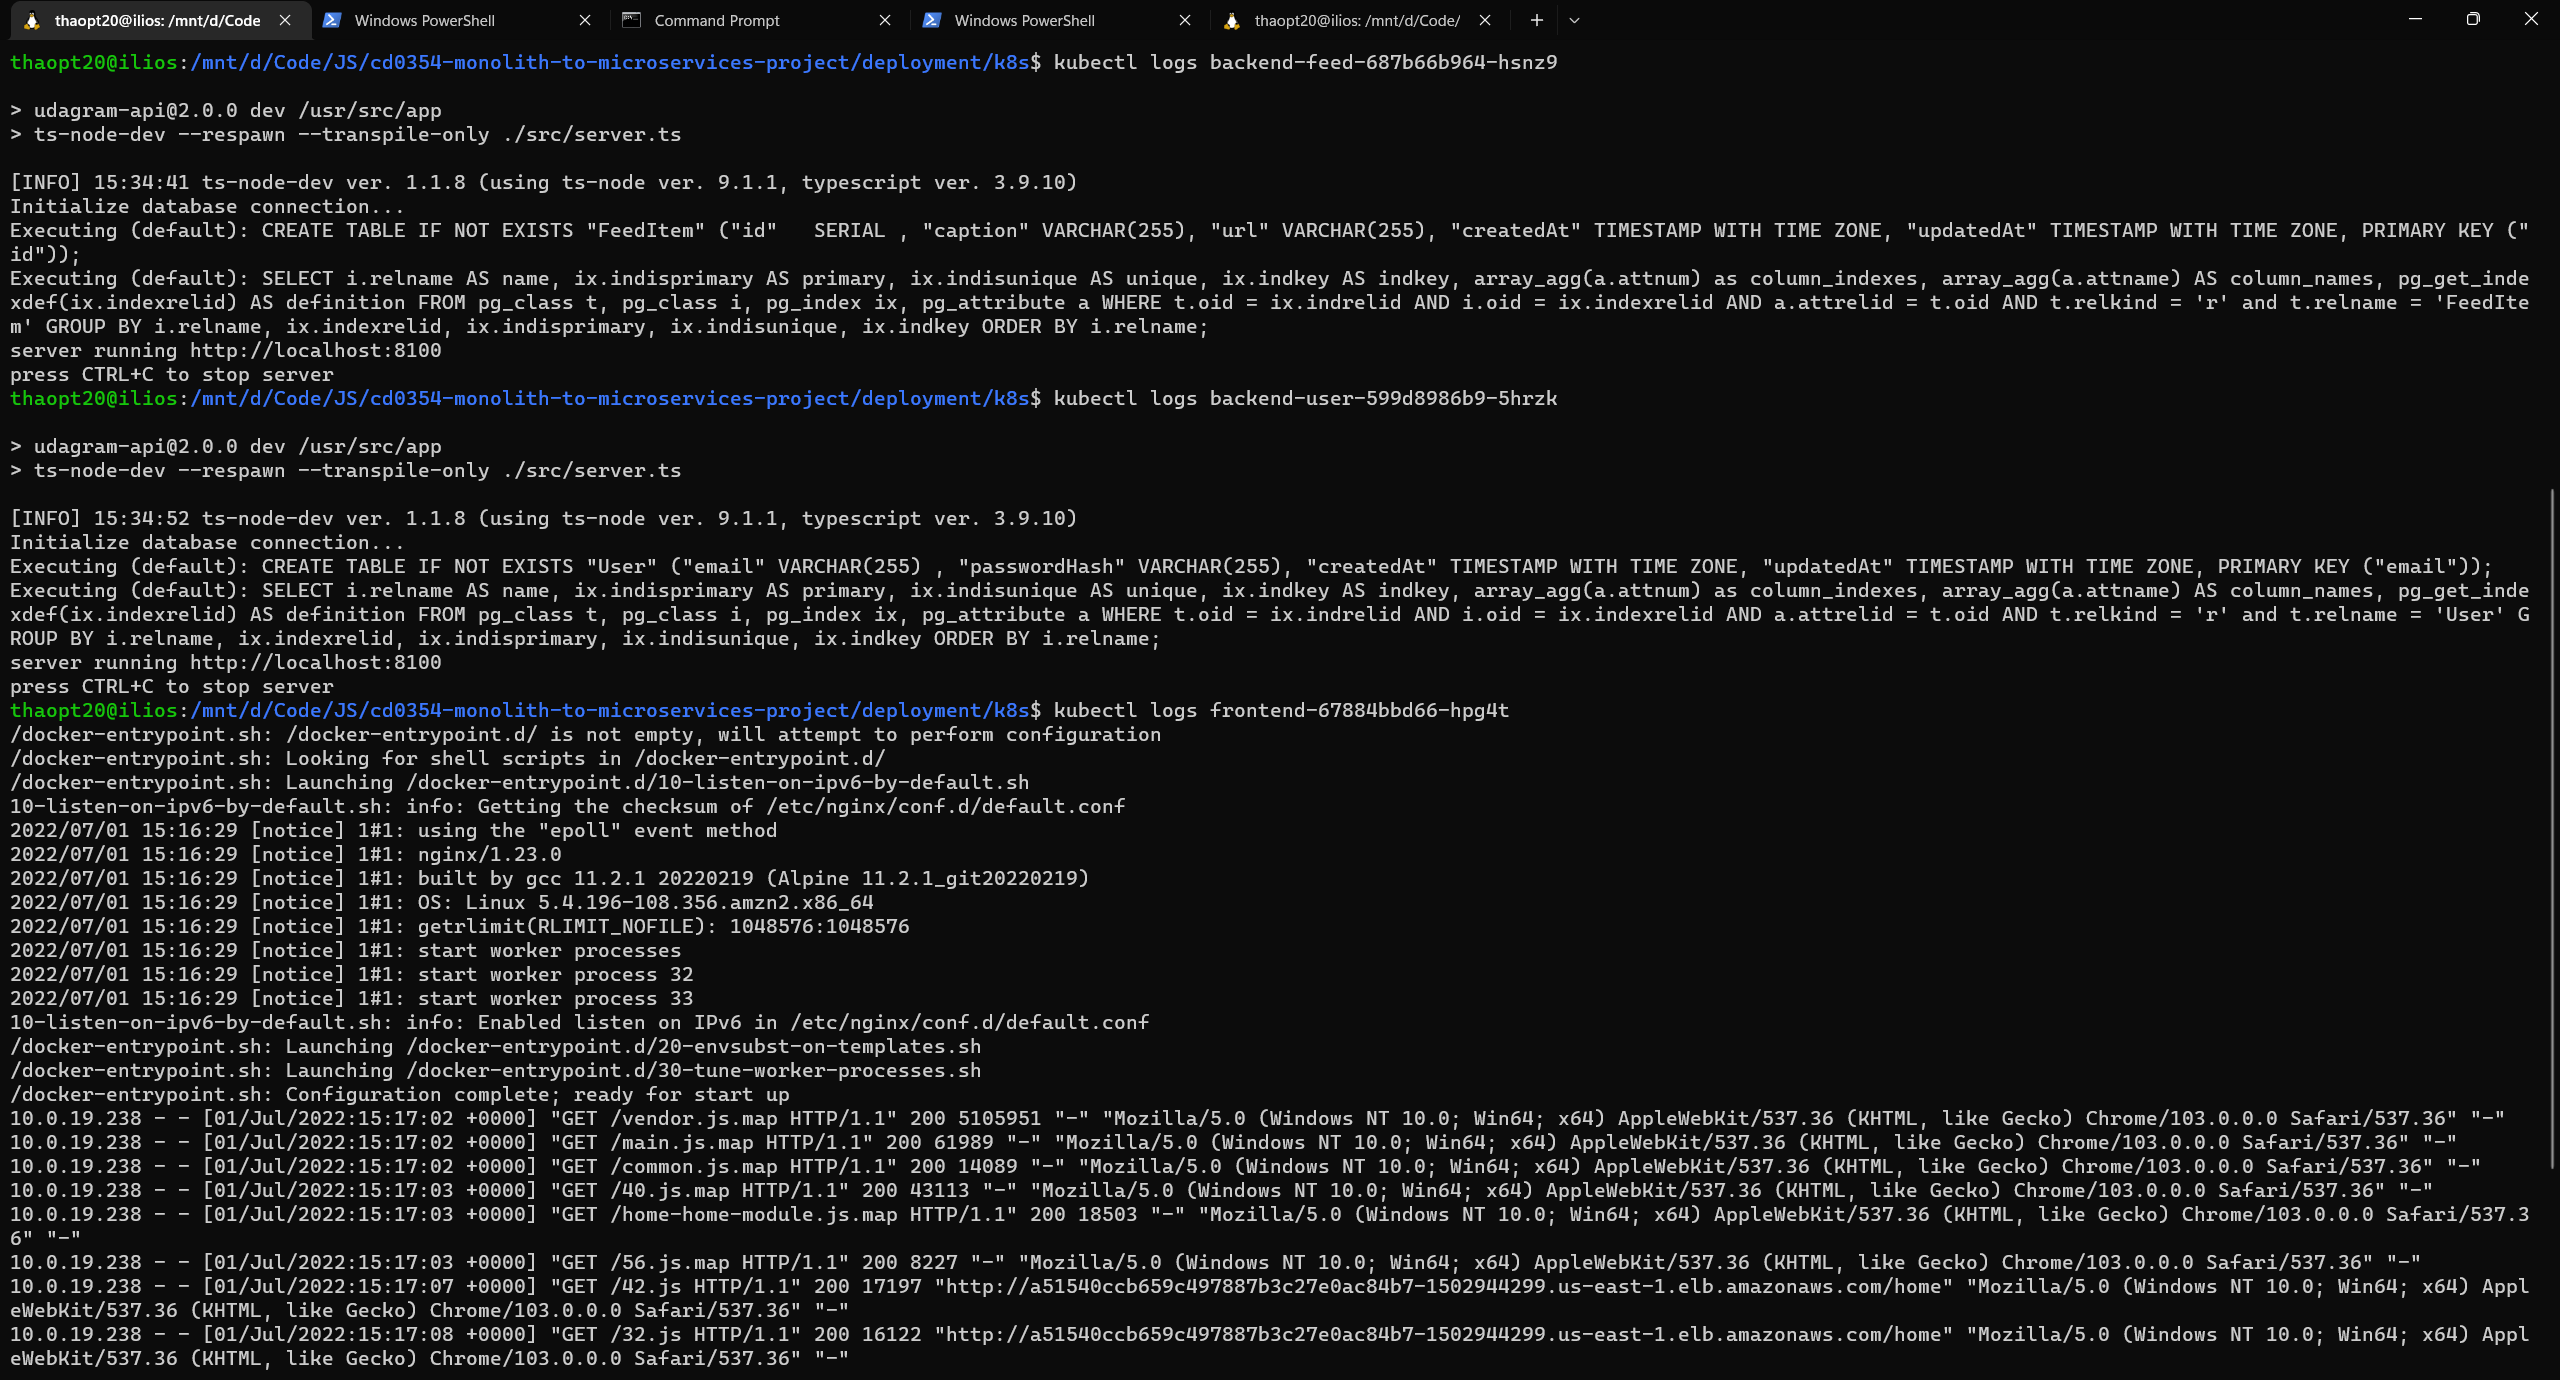 thaopt20@ilios: /mnt/d/Code
Windows PowerShell
Command Prompt
Windows PowerShell
thaopt20@ilios: /mnt/d/Code/
thaopt20@ilios:/mnt/d/Code/JS/cd0354-monolith-to-microservices-project/deployment/k8s$ kubectl logs backend-feed-687b66b964-hsnz9
> udagram-api@2.0.0 dev /usr/src/app
> ts-node-dev --respawn --transpile-only ./src/server.ts
[INFO] 15:34:41 ts-node-dev ver. 1.1.8 (using ts-node ver. 9.1.1, typescript ver. 3.9.10)
Initialize database connection...
Executing (default): CREATE TABLE IF NOT EXISTS "FeedItem" ("id"   SERIAL , "caption" VARCHAR(255), "url" VARCHAR(255), "createdAt" TIMESTAMP WITH TIME ZONE, "updatedAt" TIMESTAMP WITH TIME ZONE, PRIMARY KEY ("
id"));
Executing (default): SELECT i.relname AS name, ix.indisprimary AS primary, ix.indisunique AS unique, ix.indkey AS indkey, array_agg(a.attnum) as column_indexes, array_agg(a.attname) AS column_names, pg_get_inde
xdef(ix.indexrelid) AS definition FROM pg_class t, pg_class i, pg_index ix, pg_attribute a WHERE t.oid = ix.indrelid AND i.oid = ix.indexrelid AND a.attrelid = t.oid AND t.relkind = 'r' and t.relname = 'FeedIte
m' GROUP BY i.relname, ix.indexrelid, ix.indisprimary, ix.indisunique, ix.indkey ORDER BY i.relname;
server running http://localhost:8100
press CTRL+C to stop server
thaopt20@ilios:/mnt/d/Code/JS/cd0354-monolith-to-microservices-project/deployment/k8s$ kubectl logs backend-user-599d8986b9-5hrzk
> udagram-api@2.0.0 dev /usr/src/app
> ts-node-dev --respawn --transpile-only ./src/server.ts
[INFO] 15:34:52 ts-node-dev ver. 1.1.8 (using ts-node ver. 9.1.1, typescript ver. 3.9.10)
Initialize database connection...
Executing (default): CREATE TABLE IF NOT EXISTS "User" ("email" VARCHAR(255) , "passwordHash" VARCHAR(255), "createdAt" TIMESTAMP WITH TIME ZONE, "updatedAt" TIMESTAMP WITH TIME ZONE, PRIMARY KEY ("email"));
Executing (default): SELECT i.relname AS name, ix.indisprimary AS primary, ix.indisunique AS unique, ix.indkey AS indkey, array_agg(a.attnum) as column_indexes, array_agg(a.attname) AS column_names, pg_get_inde
xdef(ix.indexrelid) AS definition FROM pg_class t, pg_class i, pg_index ix, pg_attribute a WHERE t.oid = ix.indrelid AND i.oid = ix.indexrelid AND a.attrelid = t.oid AND t.relkind = 'r' and t.relname = 'User' G
ROUP BY i.relname, ix.indexrelid, ix.indisprimary, ix.indisunique, ix.indkey ORDER BY i.relname;
server running http://localhost:8100
press CTRL+C to stop server
thaopt20@ilios:/mnt/d/Code/JS/cd0354-monolith-to-microservices-project/deployment/k8s$ kubectl logs frontend-67884bbd66-hpg4t
/docker-entrypoint.sh: /docker-entrypoint.d/ is not empty, will attempt to perform configuration
/docker-entrypoint.sh: Looking for shell scripts in /docker-entrypoint.d/
/docker-entrypoint.sh: Launching /docker-entrypoint.d/10-listen-on-ipv6-by-default.sh
10-listen-on-ipv6-by-default.sh: info: Getting the checksum of /etc/nginx/conf.d/default.conf
2022/07/01 15:16:29 [notice] 1#1: using the "epoll" event method
2022/07/01 15:16:29 [notice] 1#1: nginx/1.23.0
2022/07/01 15:16:29 [notice] 1#1: built by gcc 11.2.1 20220219 (Alpine 11.2.1_git20220219)
2022/07/01 15:16:29 [notice] 1#1: OS: Linux 5.4.196-108.356.amzn2.x86_64
2022/07/01 15:16:29 [notice] 1#1: getrlimit(RLIMIT_NOFILE): 1048576:1048576
2022/07/01 15:16:29 [notice] 1#1: start worker processes
2022/07/01 15:16:29 [notice] 1#1: start worker process 32
2022/07/01 15:16:29 [notice] 1#1: start worker process 33
10-listen-on-ipv6-by-default.sh: info: Enabled listen on IPv6 in /etc/nginx/conf.d/default.conf
/docker-entrypoint.sh: Launching /docker-entrypoint.d/20-envsubst-on-templates.sh
/docker-entrypoint.sh: Launching /docker-entrypoint.d/30-tune-worker-processes.sh
/docker-entrypoint.sh: Configuration complete; ready for start up
10.0.19.238 - - [01/Jul/2022:15:17:02 +0000] "GET /vendor.js.map HTTP/1.1" 200 5105951 "-" "Mozilla/5.0 (Windows NT 10.0; Win64; x64) AppleWebKit/537.36 (KHTML, like Gecko) Chrome/103.0.0.0 Safari/537.36" "-"
10.0.19.238 - - [01/Jul/2022:15:17:02 +0000] "GET /main.js.map HTTP/1.1" 200 61989 "-" "Mozilla/5.0 (Windows NT 10.0; Win64; x64) AppleWebKit/537.36 (KHTML, like Gecko) Chrome/103.0.0.0 Safari/537.36" "-"
10.0.19.238 - - [01/Jul/2022:15:17:02 +0000] "GET /common.js.map HTTP/1.1" 200 14089 "-" "Mozilla/5.0 (Windows NT 10.0; Win64; x64) AppleWebKit/537.36 (KHTML, like Gecko) Chrome/103.0.0.0 Safari/537.36" "-"
10.0.19.238 - - [01/Jul/2022:15:17:03 +0000] "GET /40.js.map HTTP/1.1" 200 43113 "-" "Mozilla/5.0 (Windows NT 10.0; Win64; x64) AppleWebKit/537.36 (KHTML, like Gecko) Chrome/103.0.0.0 Safari/537.36" "-"
10.0.19.238 - - [01/Jul/2022:15:17:03 +0000] "GET /home-home-module.js.map HTTP/1.1" 200 18503 "-" "Mozilla/5.0 (Windows NT 10.0; Win64; x64) AppleWebKit/537.36 (KHTML, like Gecko) Chrome/103.0.0.0 Safari/537.3
6" "-"
10.0.19.238 - - [01/Jul/2022:15:17:03 +0000] "GET /56.js.map HTTP/1.1" 200 8227 "-" "Mozilla/5.0 (Windows NT 10.0; Win64; x64) AppleWebKit/537.36 (KHTML, like Gecko) Chrome/103.0.0.0 Safari/537.36" "-"
10.0.19.238 - - [01/Jul/2022:15:17:07 +0000] "GET /42.js HTTP/1.1" 200 17197 "http://a51540ccb659c497887b3c27e0ac84b7-1502944299.us-east-1.elb.amazonaws.com/home" "Mozilla/5.0 (Windows NT 10.0; Win64; x64) Appl
eWebKit/537.36 (KHTML, like Gecko) Chrome/103.0.0.0 Safari/537.36" "-"
10.0.19.238 - - [01/Jul/2022:15:17:08 +0000] "GET /32.js HTTP/1.1" 200 16122 "http://a51540ccb659c497887b3c27e0ac84b7-1502944299.us-east-1.elb.amazonaws.com/home" "Mozilla/5.0 (Windows NT 10.0; Win64; x64) Appl
eWebKit/537.36 (KHTML, like Gecko) Chrome/103.0.0.0 Safari/537.36" "-"